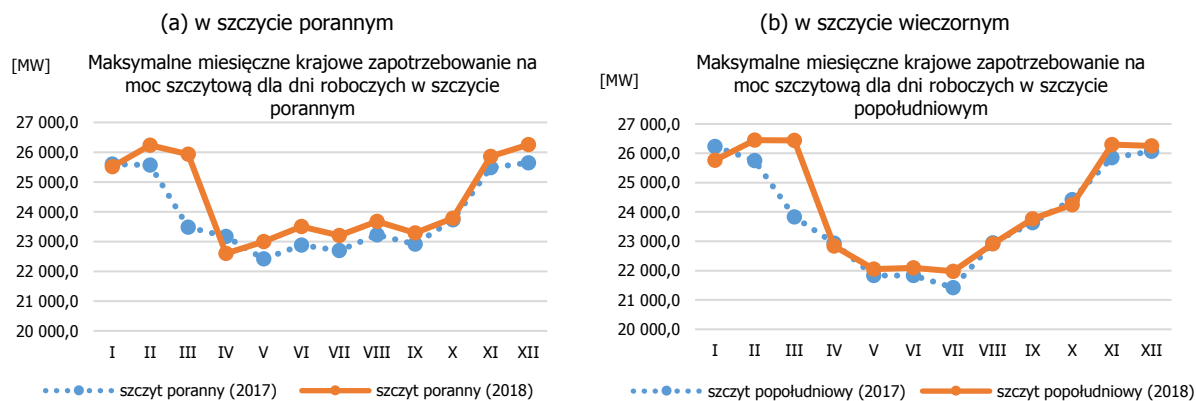 (a) w szczycie porannym
[MW]
Maksymalne miesięczne krajowe zapotrzebowanie na
moc szczytową dla dni roboczych w szczycie
porannym
27 000,0
26 000,0
25 000,0
24 000,0
23 000,0
22 000,0
21 000,0
20 000,0
I II III IV V VI VII VIII IX X XI XII
szczyt poranny (2017) szczyt poranny (2018)
(b) w szczycie wieczornym
[MW]
Maksymalne miesięczne krajowe zapotrzebowanie na
moc szczytową dla dni roboczych w szczycie
popołudniowym
27 000,0
26 000,0
25 000,0
24 000,0
23 000,0
22 000,0
21 000,0
20 000,0
I II III IV V VI VII VIII IX X XI XII
szczyt popołudniowy (2017) szczyt popołudniowy (2018)